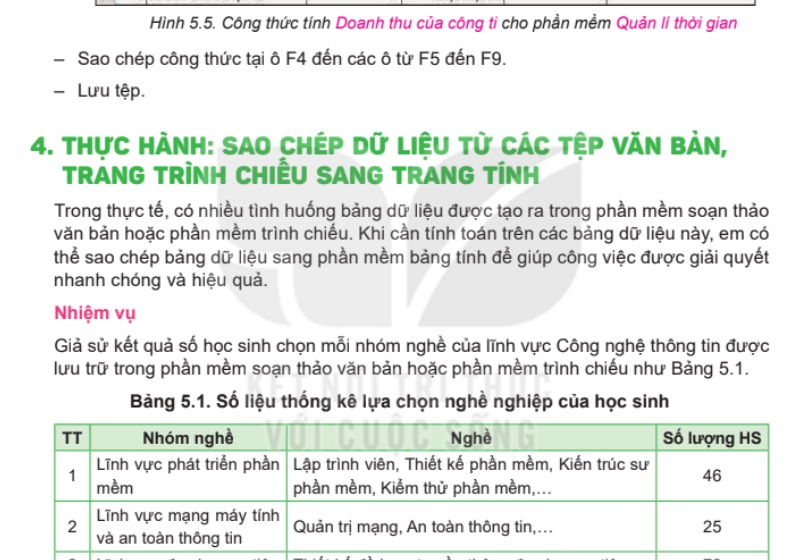 Hình 5.5. Công thức tính Doanh thu của công ti cho phần mềm Quản lí thời gian
– Sao chép công thức tại ô F4 đến các ô từ F5 đến F9.
– Lưu tệp.
4. THỰC HÀNH: SAO CHÉP DỮ LIỆU TỪ CÁC TỆP VĂN BẢN,
TRANG TRÌNH CHIẾU SANG TRANG TÍNH
Trong thực tế, có nhiều tình huống bảng dữ liệu được tạo ra trong phần mềm soạn thảo
văn bản hoặc phần mềm trình chiếu. Khi cần tính toán trên các bảng dữ liệu này, em có
thể sao chép bảng dữ liệu sang phần mềm bảng tính để giúp công việc được giải quyết
nhanh chóng và hiệu quả.
Nhiệm vụ
Giả sử kết quả số học sinh chọn mỗi nhóm nghề của lĩnh vực Công nghệ thông tin được
lưu trữ trong phần mềm soạn thảo văn bản hoặc phần mềm trình chiếu như Bảng 5.1.
KẾT NỐI TRI THỨC
VỚI CUỘC SỐNG
Bảng 5.1. Số liệu thống kê lựa chọn nghề nghiệp của học sinh
TT Nhóm nghề Nghề Số lượng HS
1 Lĩnh vực phát triển phần mềm Lập trình viên, Thiết kế phần mềm, Kiến trúc sư phần mềm, Kiểm thử phần mềm,... 46
2 Lĩnh vực mạng máy tính và an toàn thông tin Quản trị mạng, An toàn thông tin,... 25